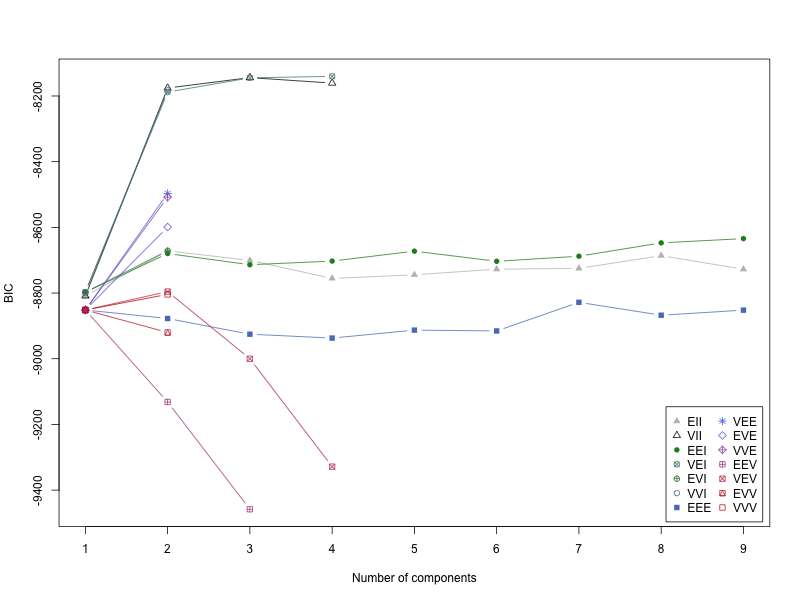 BIC
-8200
-8400
-8600
-8800
-9000
-9200
-9400
EII VEE
VII EVE
EEI VVE
VEI EEV
EVI VEV
VVI EVV
EEE VVV
1 2 3 4 5 6 7 8 9
Number of components